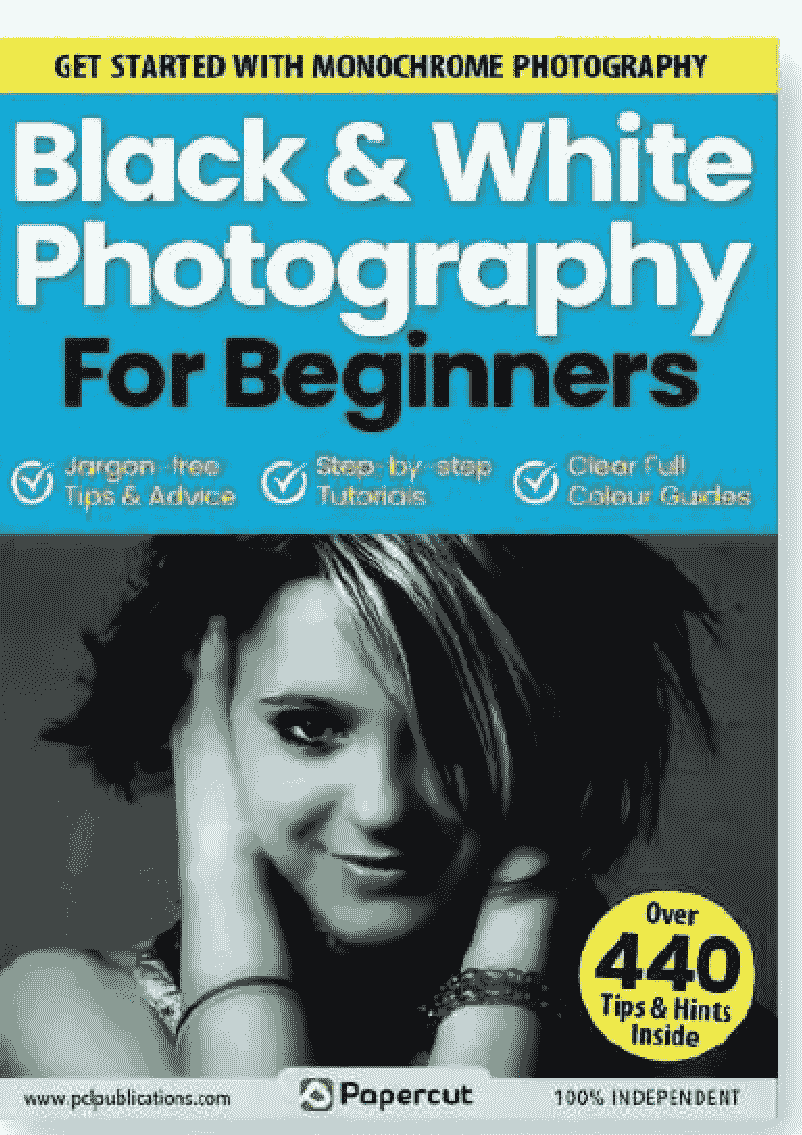 GET STARTED WITH MONOCHROME PHOTOGRAPHY
Black & White
Photography
For Beginners
Jargon-free
Tips & Advice
Step-by-step
Tutorials
Clear Full
Colour Guides
Over
440
Tips & Hints
Inside
www.pclpublications.com
Papercut
100% INDEPENDENT